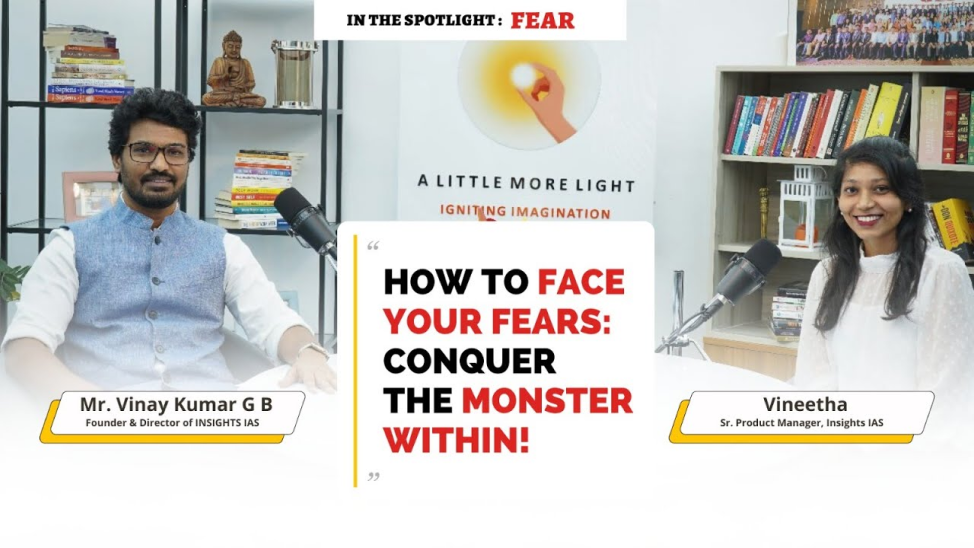 IN THE SPOTLIGHT : FEAR
A LITTLE MORE LIGHT
IGNITING IMAGINATION
“
HOW TO FACE
YOUR FEARS:
CONQUER
THE MONSTER
WITHIN!
”
Mr. Vinay Kumar G B
Founder & Director of INSIGHTS IAS
Vineetha
Sr. Product Manager, Insights IAS
Sapiens